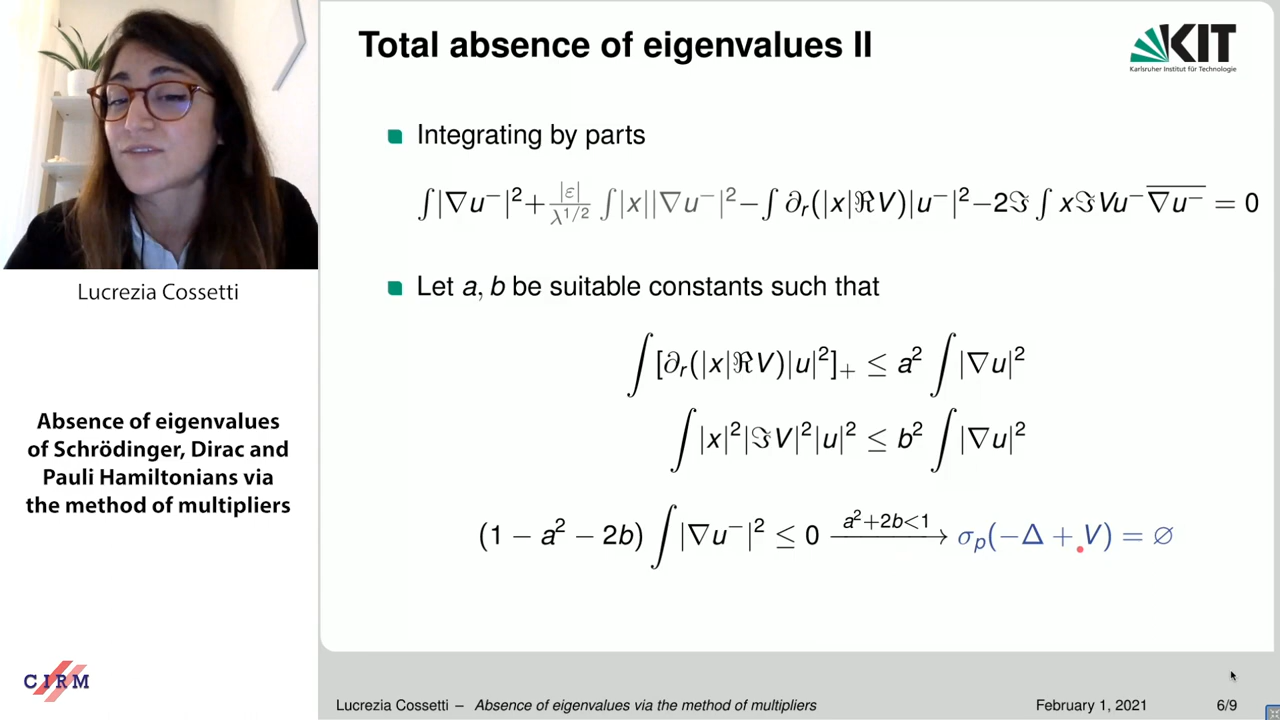 Total absence of eigenvalues II
KIT
Karlsruher Institut für Technologie
Integrating by parts
∫|∇u⁻|² + |ε|/λ^{1/2} ∫|x||∇u⁻|² − ∫ ∂ᵣ(|x|ℜV)|u⁻|² − 2ℑ ∫ xℑVu⁻\overline{∇u⁻} = 0
Let a, b be suitable constants such that
∫[∂ᵣ(|x|ℜV)|u|²]₊ ≤ a² ∫|∇u|²
∫|x|²|ℑV|²|u|² ≤ b² ∫|∇u|²
(1 − a² − 2b) ∫|∇u⁻|² ≤ 0 \xrightarrow{a²+2b<1} σₚ(−Δ + V) = ∅
Lucrezia Cossetti
Absence of eigenvalues
of Schrödinger, Dirac and
Pauli Hamiltonians via
the method of multipliers
CIRM
Lucrezia Cossetti – Absence of eigenvalues via the method of multipliers
February 1, 2021
6/9